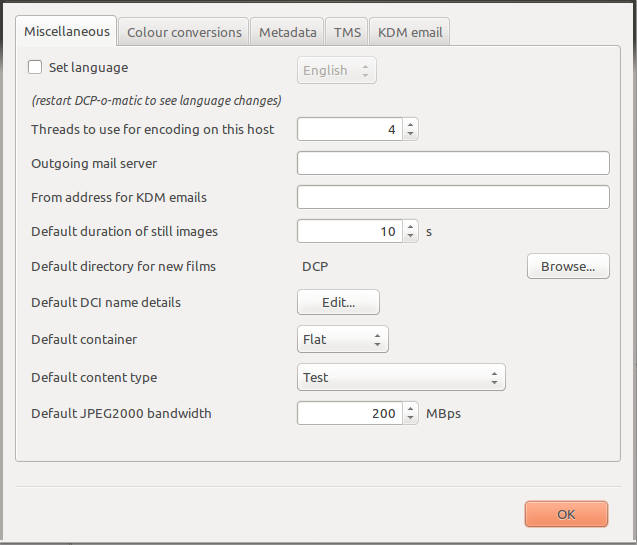 Miscellaneous Colour conversions Metadata TMS KDM email
Set language English
(restart DCP-o-matic to see language changes)
Threads to use for encoding on this host 4
Outgoing mail server
From address for KDM emails
Default duration of still images 10 s
Default directory for new films DCP Browse...
Default DCI name details Edit...
Default container Flat
Default content type Test
Default JPEG2000 bandwidth 200 MBps
OK